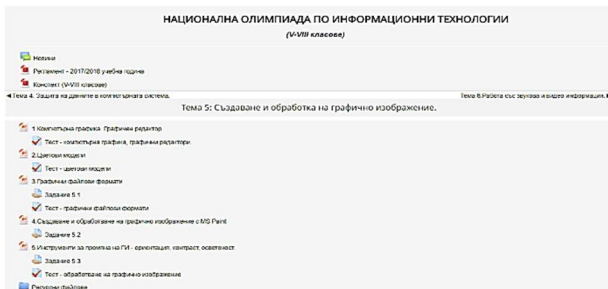 НАЦИОНАЛНА ОЛИМПИАДА ПО ИНФОРМАЦИОННИ ТЕХНОЛОГИИ
(V-VIII класове)
Новини
Регламент - 2017/2018 учебна година
Конспект (V-VIII класове)
◄Тема 4. Защита на данните в компютърната система. Тема 6.Работа със звукова и видео информация.►
Тема 5: Създаване и обработка на графично изображение.
1.Компютърна графика. Графичен редактор
Тест - компютърна графика, графични редактори.
2.Цветови модели
Тест - цветови модели
3.Графични файлови формати
Задание 5.1
Тест - графични файлови формати
4.Създаване и обработване на графично изображение с MS Paint
Задание 5.2
5.Инструменти за промяна на ГИ - ориентация, контраст, осветеност
Задание 5.3
Тест - обработване на графично изображение
Ресурсни файлове